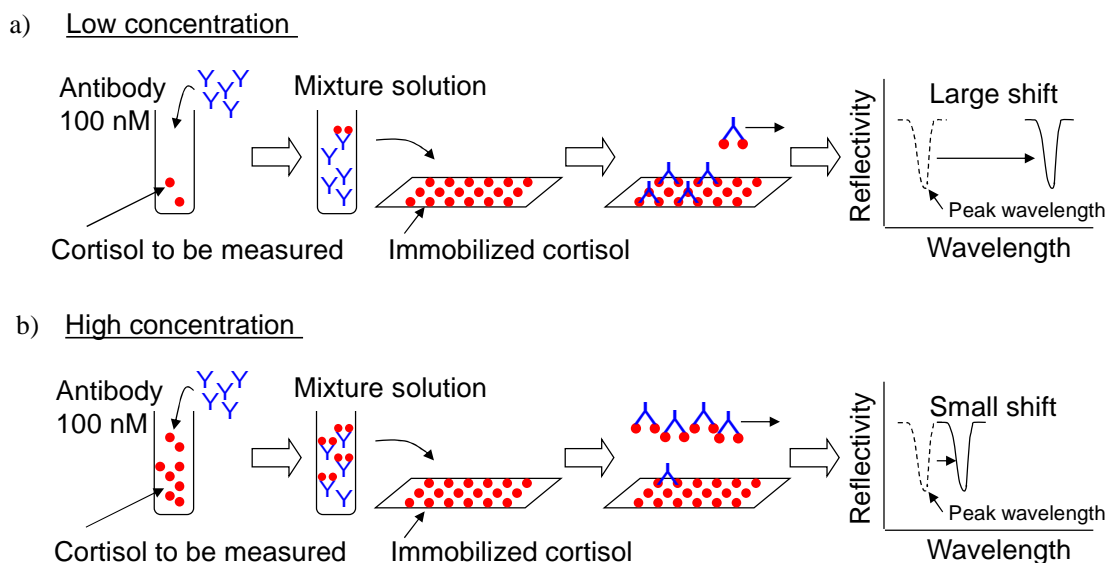 a) Low concentration
Antibody
100 nM
Mixture solution
Cortisol to be measured
Immobilized cortisol
Reflectivity
Large shift
Peak wavelength
Wavelength
b) High concentration
Antibody
100 nM
Mixture solution
Cortisol to be measured
Immobilized cortisol
Reflectivity
Small shift
Peak wavelength
Wavelength